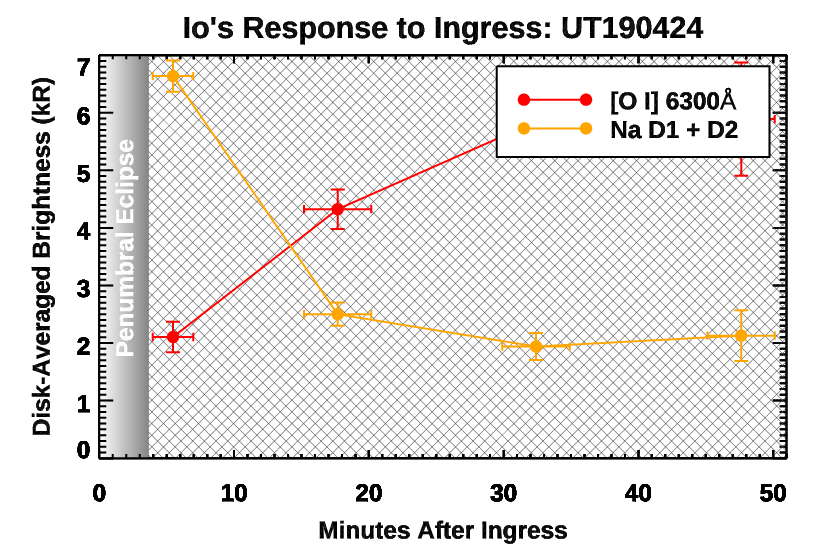 Io's Response to Ingress: UT190424
[O I] 6300Å
Na D1 + D2
Penumbral Eclipse
Disk-Averaged Brightness (kR)
7
6
5
4
3
2
1
0
0 10 20 30 40 50
Minutes After Ingress